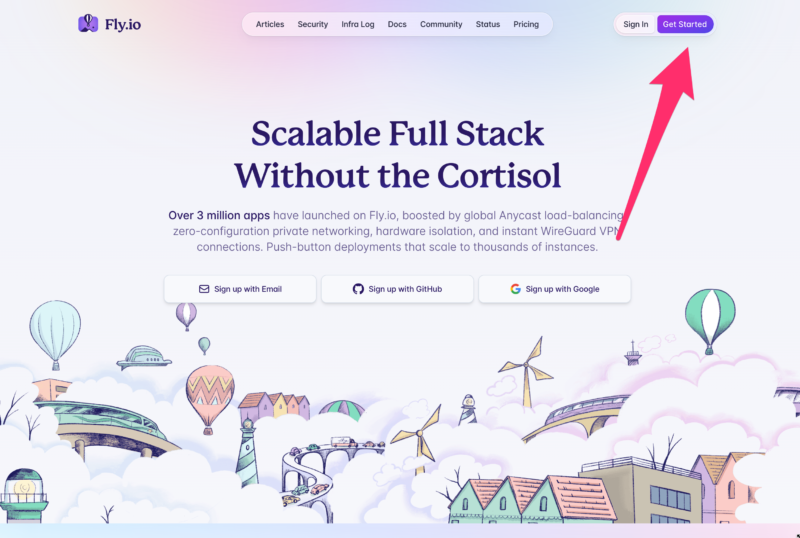 Fly.io
Articles Security Infra Log Docs Community Status Pricing
Sign In Get Started
Scalable Full Stack
Without the Cortisol
Over 3 million apps have launched on Fly.io, boosted by global Anycast load-balancing,
zero-configuration private networking, hardware isolation, and instant WireGuard VPN
connections. Push-button deployments that scale to thousands of instances.
Sign up with Email Sign up with GitHub Sign up with Google